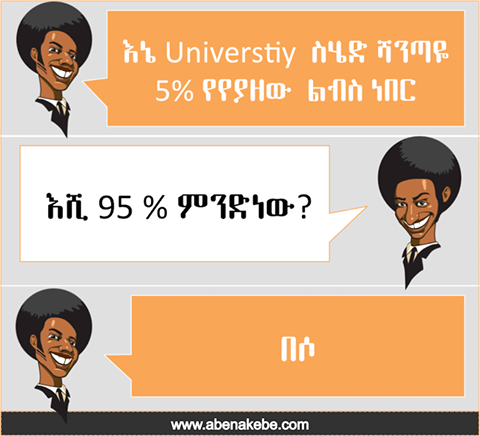 እኔ Universtiy ስሄድ ሻንጣዬ
5% የየያዘው ልብስ ነበር
እሺ 95 % ምንድነው?
በሶ
www.abenakebe.com